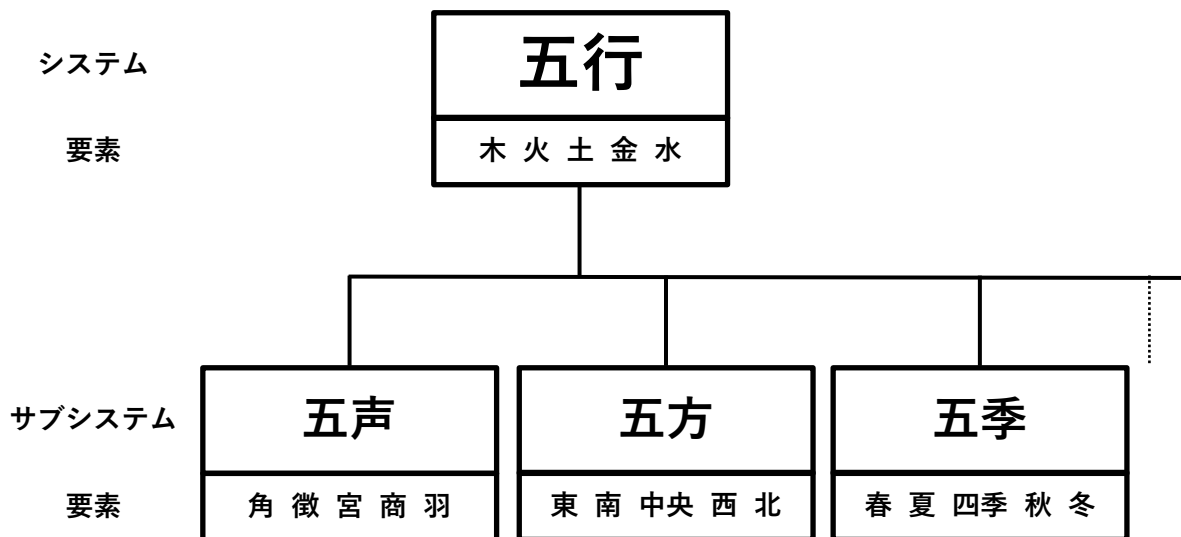 システム
五行
要素
木 火 土 金 水
サブシステム
五声
五方
五季
要素
角 徴 宮 商 羽
東 南 中央 西 北
春 夏 四季 秋 冬